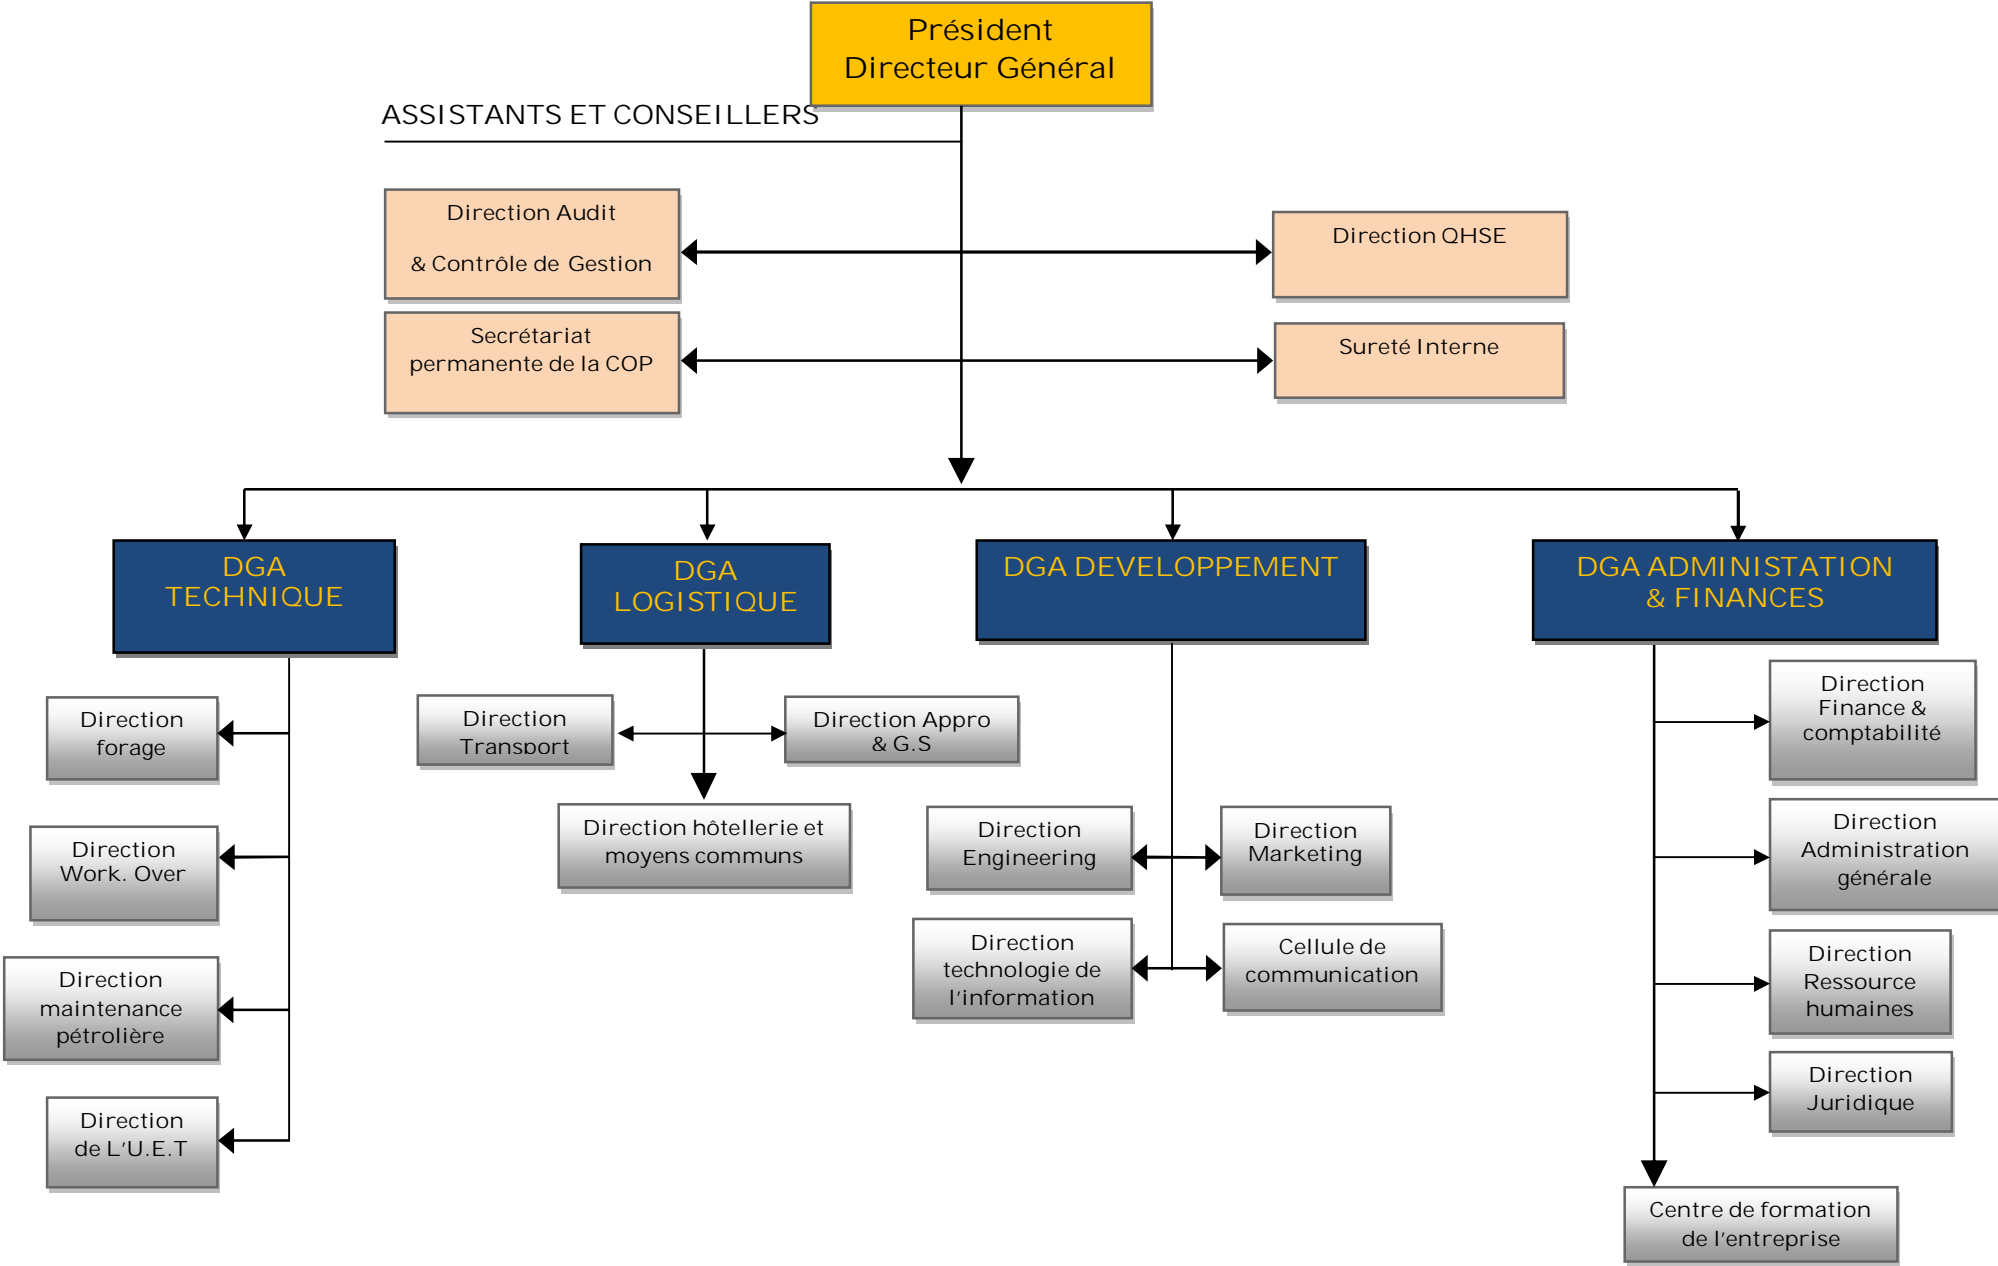 Président
Directeur Général
ASSISTANTS ET CONSEILLERS
Direction Audit
& Contrôle de Gestion
Direction QHSE
Secrétariat
permanente de la COP
Sureté Interne
DGA
TECHNIQUE
DGA
LOGISTIQUE
DGA DEVELOPPEMENT
DGA ADMINISTATION
& FINANCES
Direction
forage
Direction
Work. Over
Direction
maintenance
pétrolière
Direction
de L'U.E.T
Direction
Transport
Direction Appro
& G.S
Direction hôtellerie et
moyens communs
Direction
Engineering
Direction
Marketing
Direction
technologie de
l'information
Cellule de
communication
Direction
Finance &
comptabilité
Direction
Administration
générale
Direction
Ressource
humaines
Direction
Juridique
Centre de formation
de l'entreprise